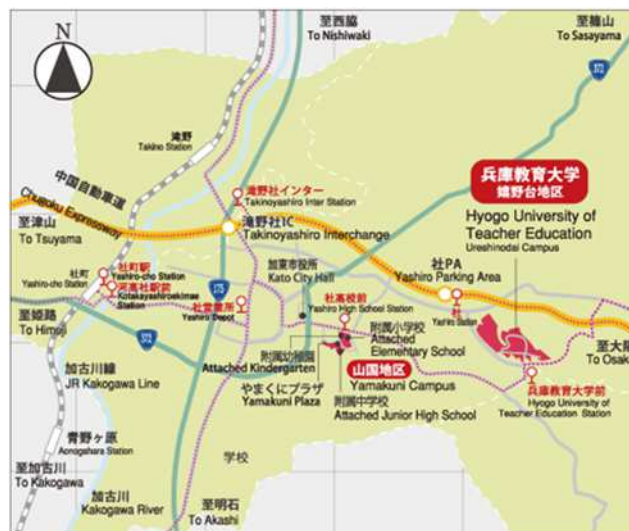 N
至西脇
To Nishiwaki
至篠山
To Sasayama
372
滝野
Takino Station
中国自動車道
Chugoku Expressway
滝野社インター
Takinoyashiro Inter Station
滝野社IC
Takinoyashiro Interchange
兵庫教育大学
嬉野台地区
Hyogo University of
Teacher Education
Ureshinodai Campus
至津山
To Tsuyama
加東市役所
Kato City Hall
社PA
Yashiro Parking Area
社町
Yashiro-cho Station
社町駅
Yashiro-cho Station
河高社駅前
Kotakayashiroekimae
Station
175
社営業所
Yashiro Depot
社高校前
Yashiro High School Station
社
Yashiro Station
至姫路
To Himeji
372
附属小学校
Attached
Elementary School
附属幼稚園
Attached Kindergarten
山国地区
Yamakuni Campus
至大阪
To Osaka
加古川線
JR Kakogawa Line
やまくにプラザ
Yamakuni Plaza
附属中学校
Attached Junior High School
兵庫教育大学前
Hyogo University of
Teacher Education Station
青野ヶ原
Aonogahara Station
学校
至加古川
To Kakogawa
加古川
Kakogawa River
至明石
To Akashi